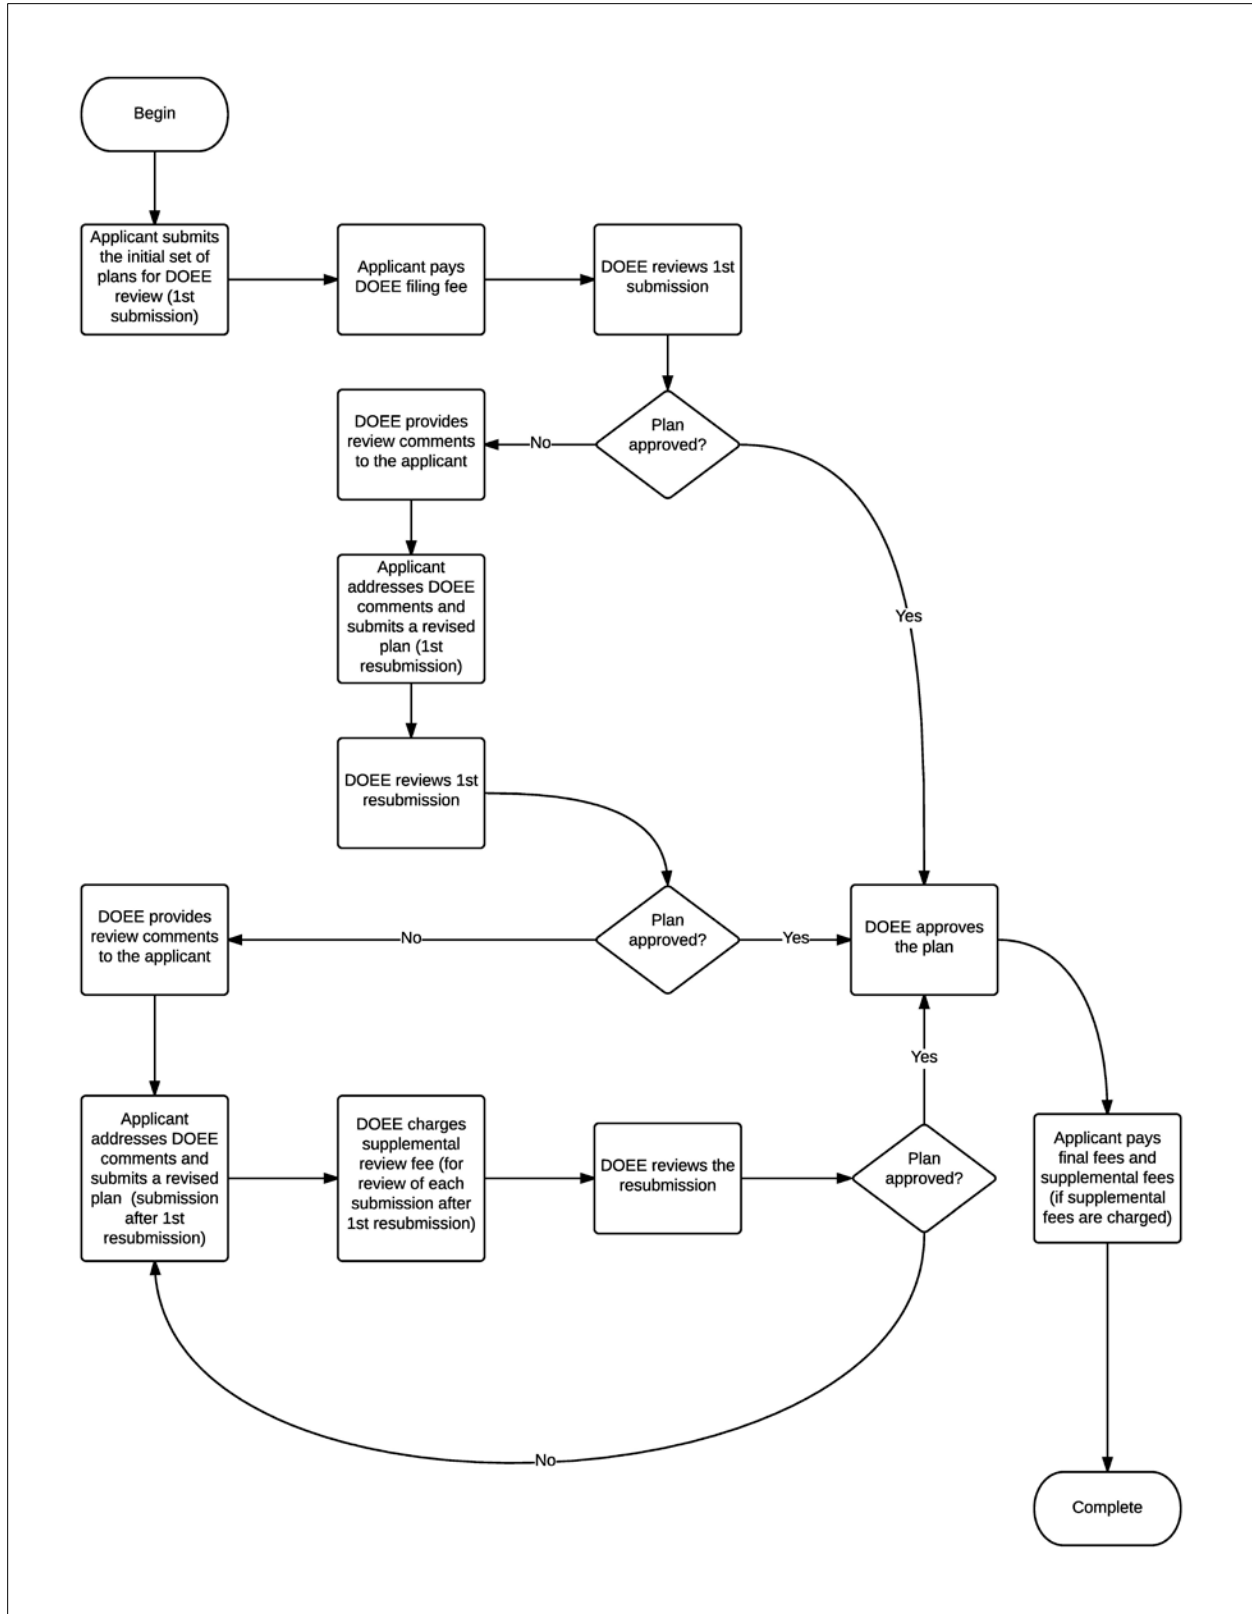 Begin
Applicant submits
the initial set of
plans for DOEE
review (1st
submission)
Applicant pays
DOEE filing fee
DOEE reviews 1st
submission
Plan
approved?
No
DOEE provides
review comments
to the applicant
Yes
Applicant
addresses DOEE
comments and
submits a revised
plan (1st
resubmission)
DOEE reviews 1st
resubmission
Plan
approved?
No
Yes
DOEE provides
review comments
to the applicant
DOEE approves
the plan
Yes
Applicant
addresses DOEE
comments and
submits a revised
plan (submission
after 1st
resubmission)
DOEE charges
supplemental
review fee (for
review of each
submission after
1st resubmission)
DOEE reviews the
resubmission
Plan
approved?
Applicant pays
final fees and
supplemental fees
(if supplemental
fees are charged)
No
Complete